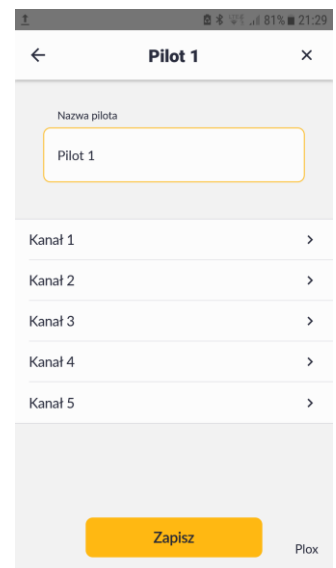 81% 21:29
Pilot 1
Nazwa pilota
Pilot 1
Kanał 1
Kanał 2
Kanał 3
Kanał 4
Kanał 5
Zapisz
Plox